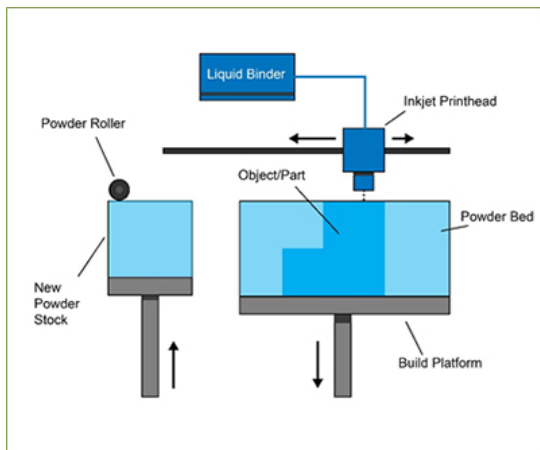 Liquid Binder
Inkjet Printhead
Powder Roller
Object/Part
Powder Bed
New
Powder
Stock
Build Platform